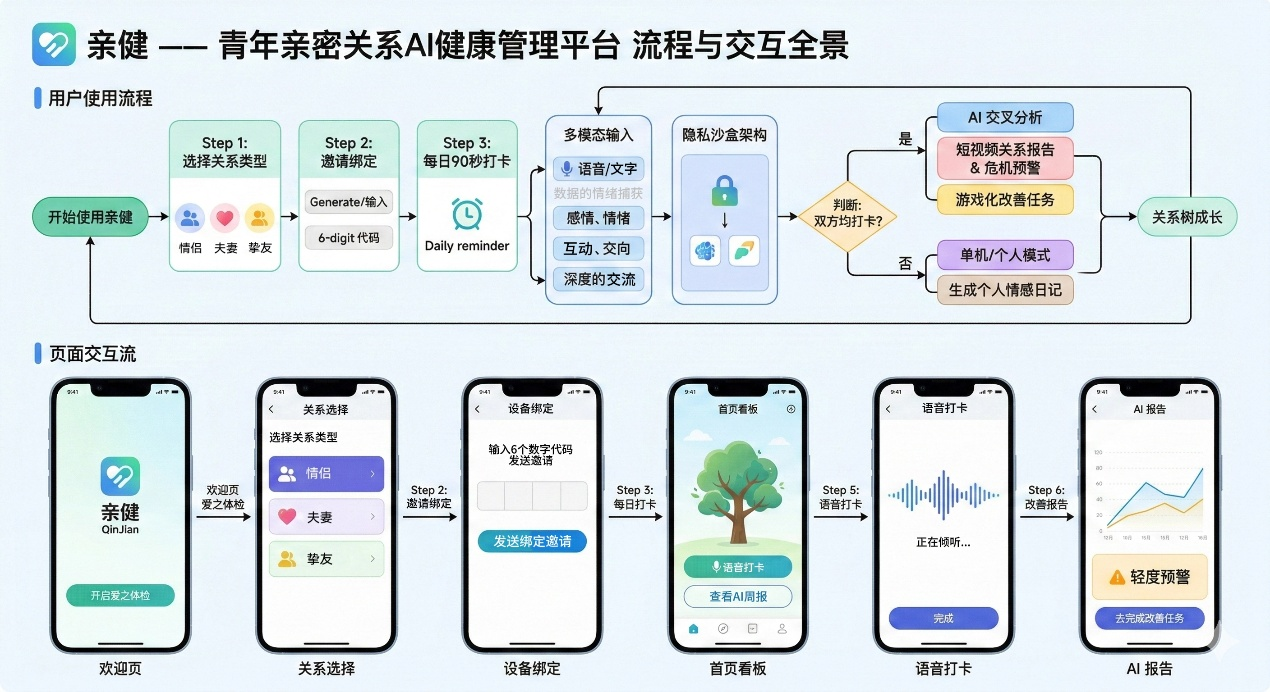 亲健 —— 青年亲密关系AI健康管理平台 流程与交互全景
用户使用流程
开始使用亲健
Step 1:
选择关系类型
情侣 夫妻 挚友
Step 2:
邀请绑定
Generate/输入
6-digit 代码
Step 3:
每日90秒打卡
Daily reminder
多模态输入
语音/文字
数据的情绪捕获
感情、情绪
互动、交向
深度的交流
隐私沙盒架构
判断:
双方均打卡?
是
AI 交叉分析
短视频关系报告
& 危机预警
游戏化改善任务
否
单机/个人模式
生成个人情感日记
关系树成长
页面交互流
9:41
亲健
QinJian
开启爱之体检
欢迎页
欢迎页
爱之体检
9:41
关系选择
选择关系类型
情侣
夫妻
挚友
关系选择
Step 2:
邀请绑定
9:41
设备绑定
输入6个数字代码
发送邀请
发送绑定邀请
设备绑定
Step 3:
每日打卡
9:41
首页看板
语音打卡
查看AI周报
首页看板
Step 5:
语音打卡
9:41
语音打卡
正在倾听...
完成
语音打卡
Step 6:
改善报告
9:41
AI 报告
120
80
60
40
20
0
轻度预警
去完成改善任务
AI 报告